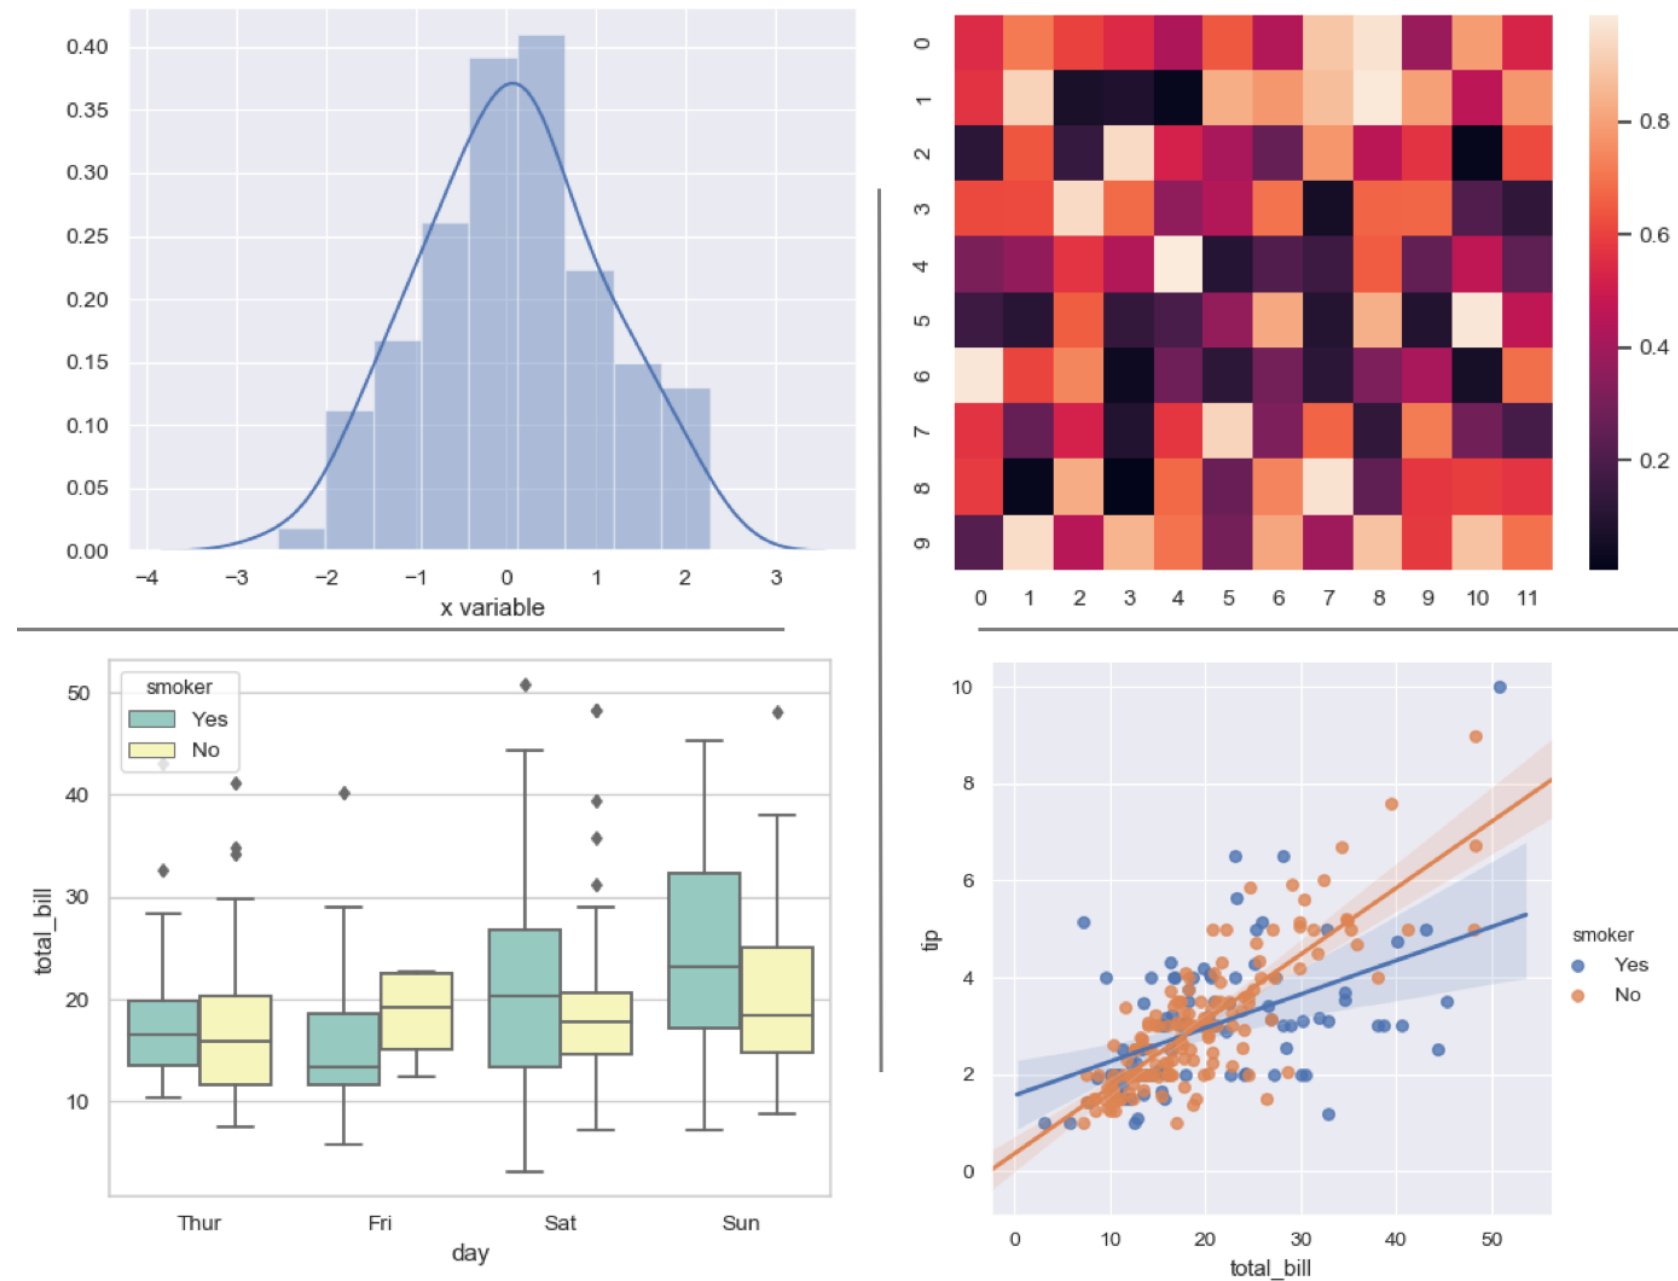 0.40
0.35
0.30
0.25
0.20
0.15
0.10
0.05
0.00
−4 −3 −2 −1 0 1 2 3
x variable
0
1
2
3
4
5
6
7
8
9
0 1 2 3 4 5 6 7 8 9 10 11
0.8
0.6
0.4
0.2
smoker
Yes
No
50
40
30
20
10
total_bill
Thur Fri Sat Sun
day
10
8
6
4
2
0
tip
0 10 20 30 40 50
total_bill
smoker
Yes
No